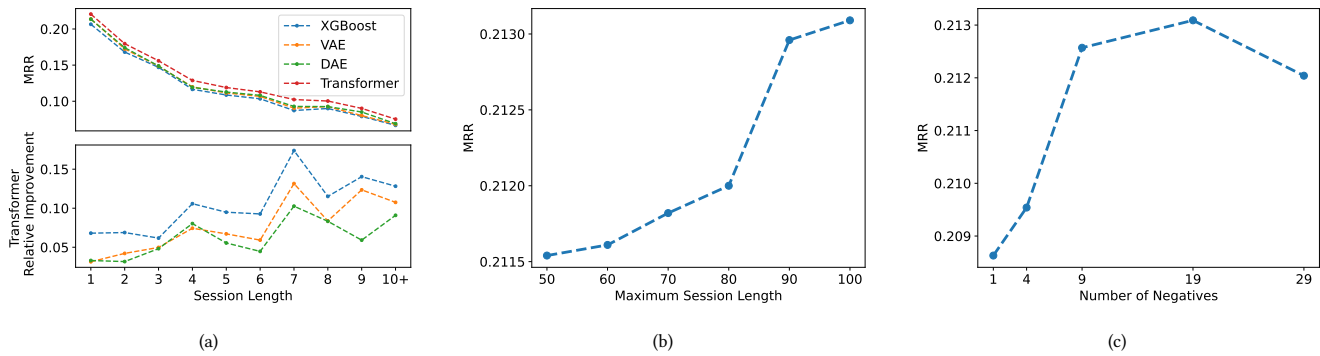 0.20
0.15
0.10
MRR
XGBoost
VAE
DAE
Transformer
0.15
0.10
0.05
Transformer
Relative Improvement
1 2 3 4 5 6 7 8 9 10+
Session Length
(a)
0.2130
0.2125
0.2120
0.2115
MRR
50 60 70 80 90 100
Maximum Session Length
(b)
0.213
0.212
0.211
0.210
0.209
MRR
1 4 9 19 29
Number of Negatives
(c)